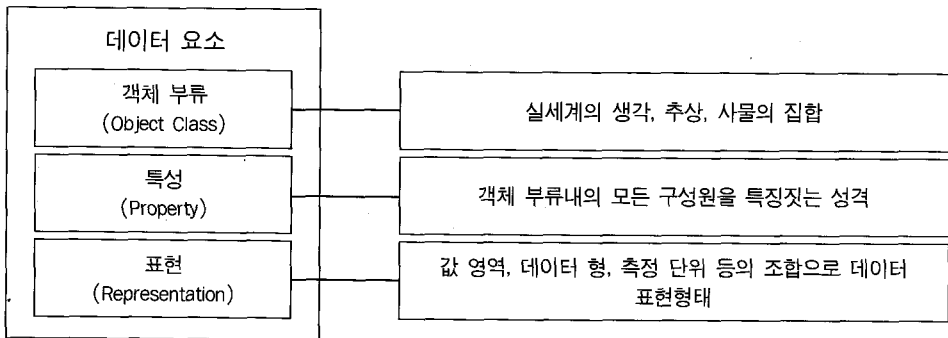 데이터 요소
객체 부류
(Object Class)
실세계의 생각, 추상, 사물의 집합
특성
(Property)
객체 부류내의 모든 구성원을 특징짓는 성격
표현
(Representation)
값 영역, 데이터 형, 측정 단위 등의 조합으로 데이터
표현형태